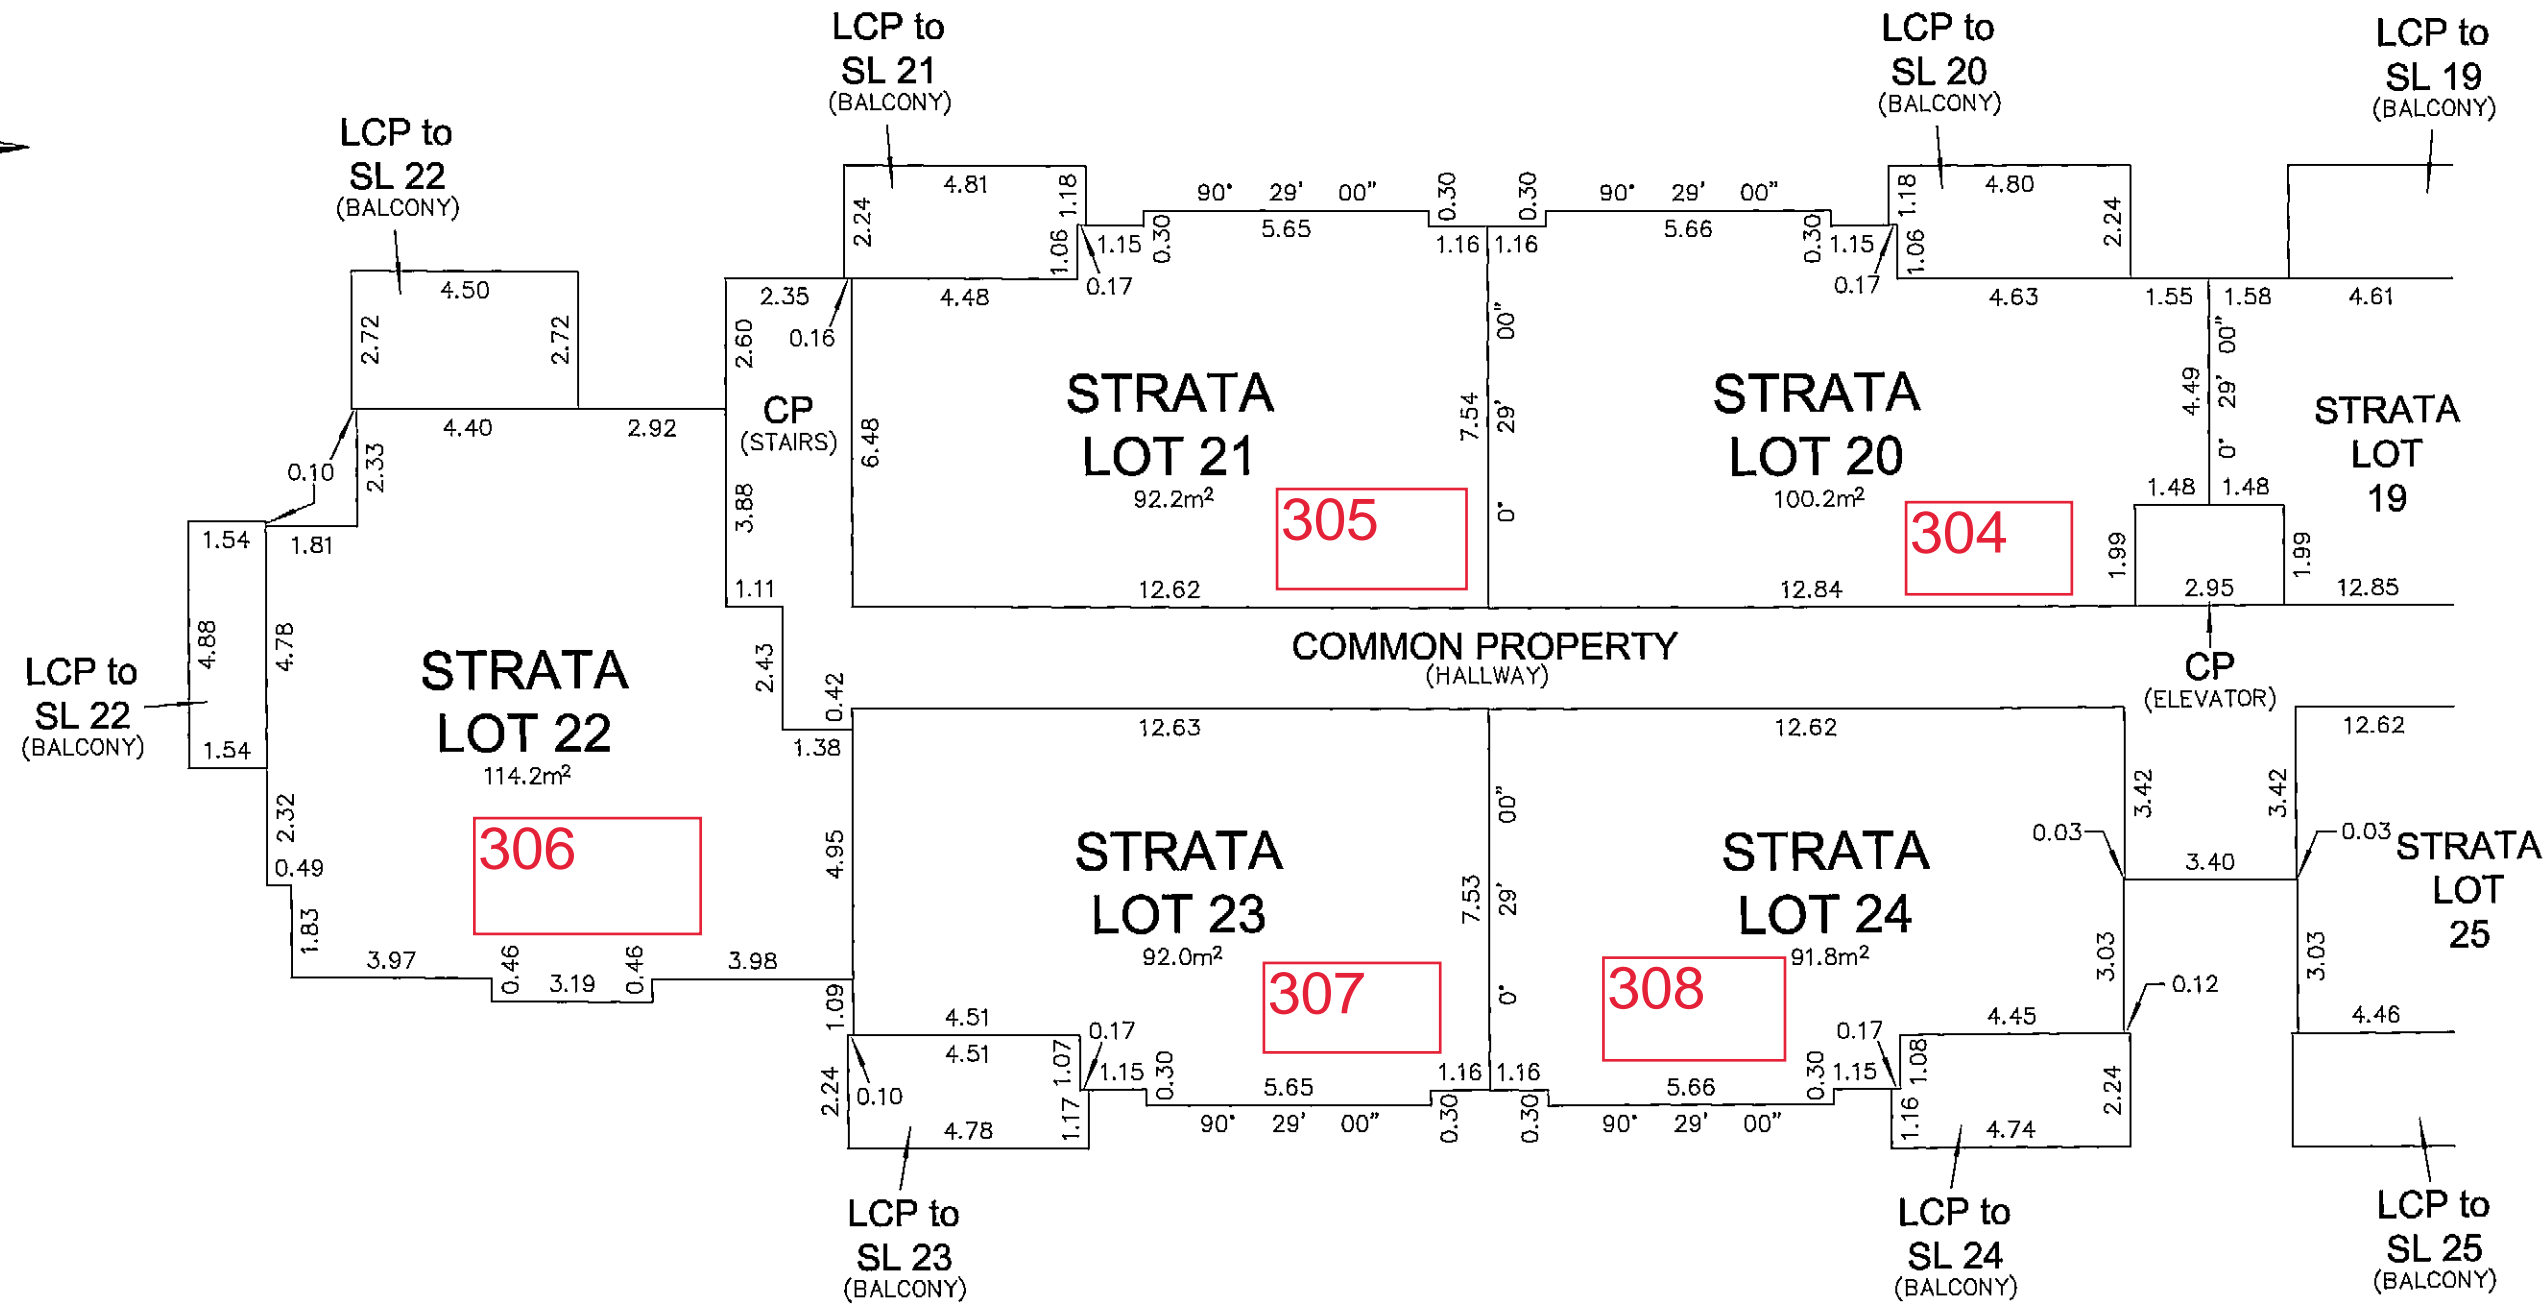 LCP to
SL 21
(BALCONY)
LCP to
SL 20
(BALCONY)
LCP to
SL 19
(BALCONY)
LCP to
SL 22
(BALCONY)
4.81
1.18
2.24
1.06
1.15
0.30
90° 29' 00"
5.65
0.30
1.16
0.17
0.30
1.16
90° 29' 00"
5.66
0.30
1.15
1.18
4.80
2.24
1.06
0.17
4.50
2.72
2.72
4.40
2.92
0.10
2.33
2.35
0.16
2.60
4.48
CP
(STAIRS)
3.88
6.48
1.11
STRATA
LOT 21
92.2m²
305
12.62
7.54
0° 29' 00"
STRATA
LOT 20
100.2m²
304
12.84
4.63
1.55
1.58
4.61
4.49
0° 29' 00"
1.48
1.48
1.99
2.95
1.99
STRATA
LOT
19
12.85
1.54
1.81
4.88
4.78
LCP to
SL 22
(BALCONY)
1.54
STRATA
LOT 22
114.2m²
306
2.43
0.42
1.38
2.32
0.49
1.83
3.97
0.46
3.19
0.46
3.98
4.95
1.09
COMMON PROPERTY
(HALLWAY)
CP
(ELEVATOR)
12.63
12.62
12.62
STRATA
LOT 23
92.0m²
307
7.53
0° 29' 00"
STRATA
LOT 24
91.8m²
308
3.42
3.42
0.03
3.40
0.03
3.03
3.03
0.12
STRATA
LOT
25
4.51
4.51
1.07
0.17
2.24
0.10
4.78
1.17
1.15
0.30
5.65
90° 29' 00"
1.16
0.30
1.16
0.30
5.66
90° 29' 00"
0.30
1.15
0.17
1.08
4.45
1.16
4.74
2.24
4.46
LCP to
SL 23
(BALCONY)
LCP to
SL 24
(BALCONY)
LCP to
SL 25
(BALCONY)